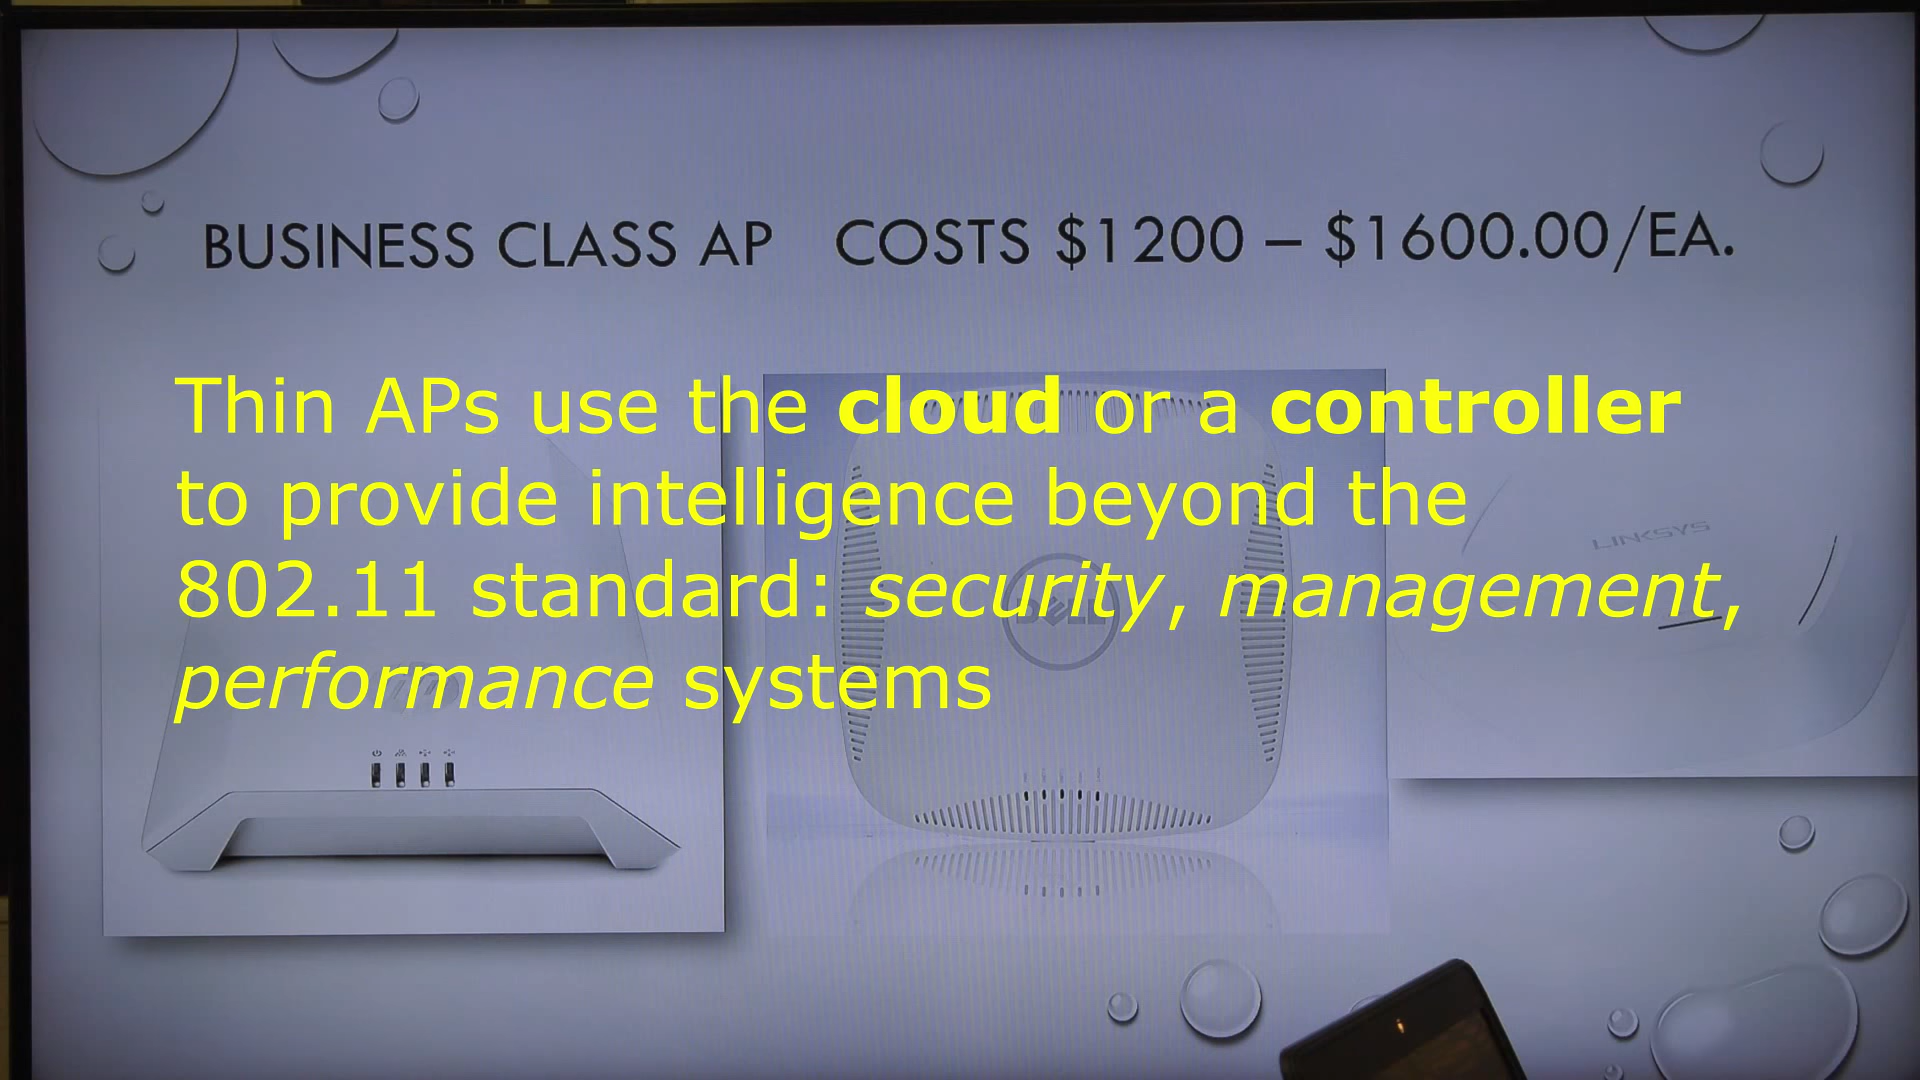 BUSINESS CLASS AP COSTS $1200 – $1600.00/EA.
Thin APs use the cloud or a controller
to provide intelligence beyond the
802.11 standard: security, management,
performance systems
LINKSYS
DELL